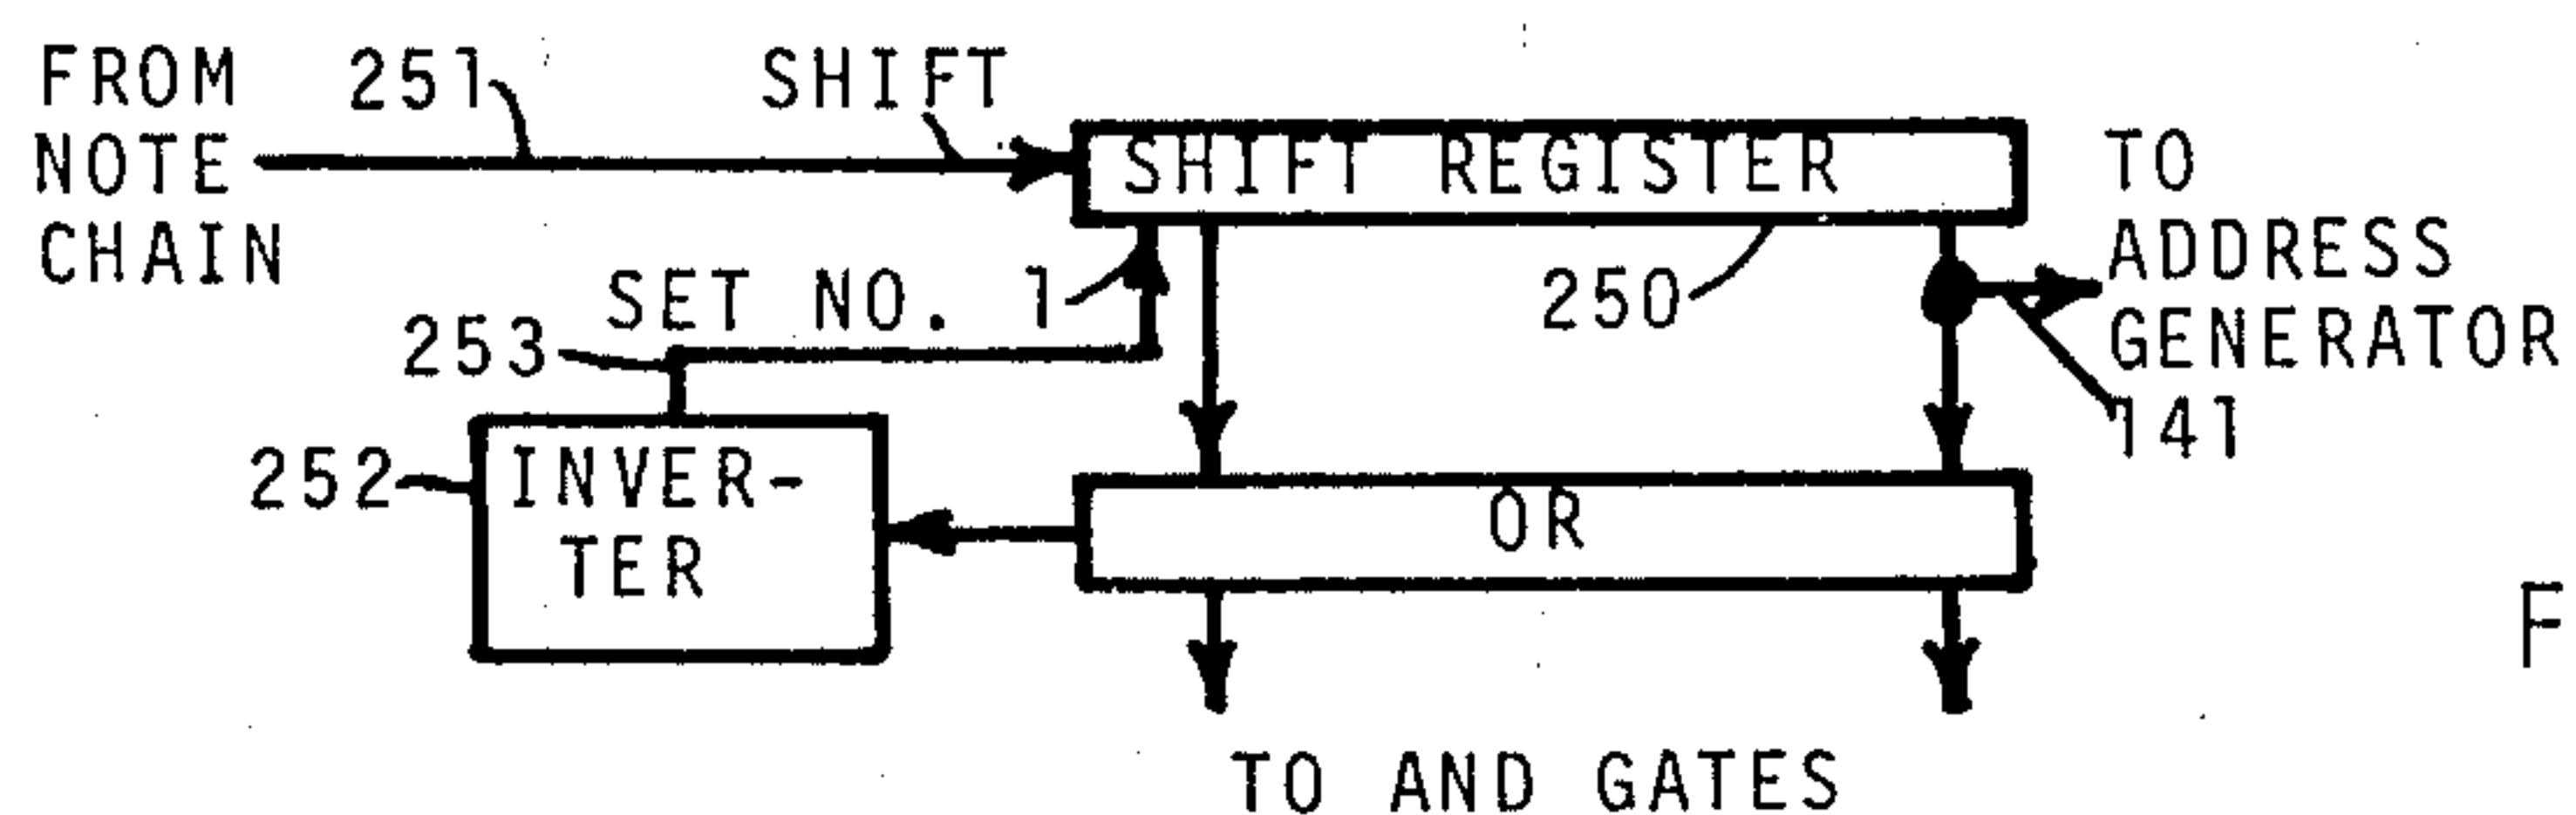 FROM
NOTE
CHAIN
251
SHIFT
SHIFT REGISTER
TO
ADDRESS
GENERATOR
141
SET NO. 1
250
253
252
INVER-
TER
OR
F
TO AND GATES